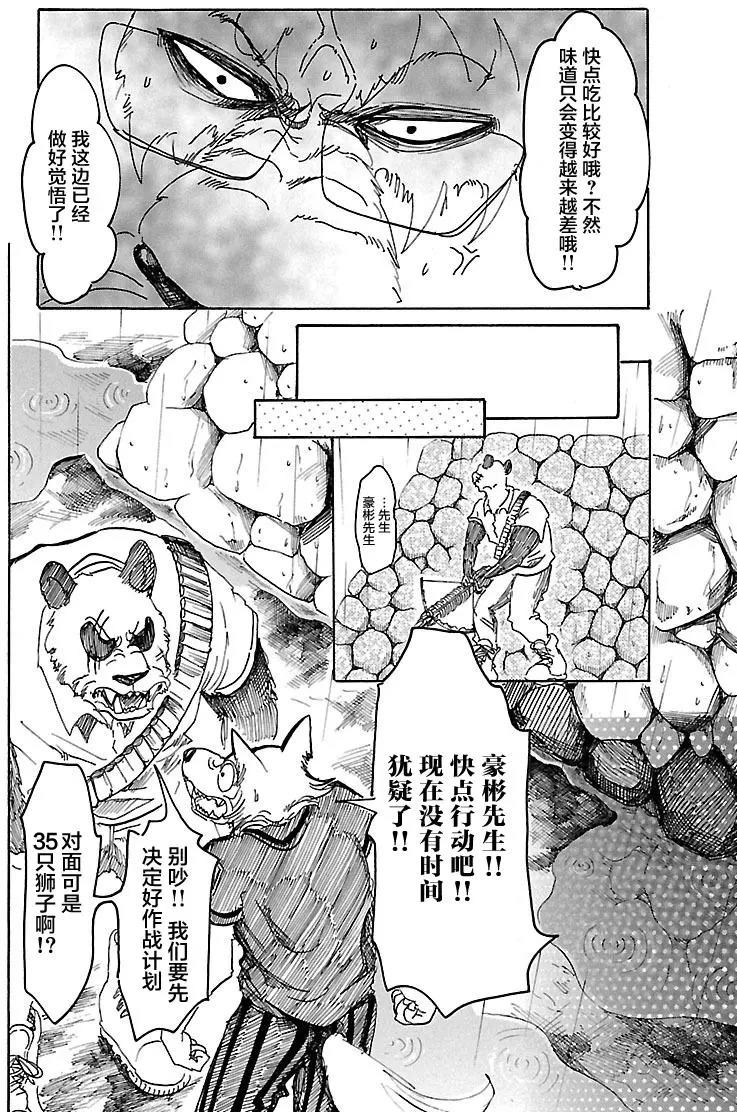 快点吃比较好哦？不然
味道只会变得越来越差哦!!
我这边已经
做好觉悟了!!
…先生
豪彬先生
豪彬先生!!
快点行动吧!!
现在没有时间
犹疑了!!
别吵!! 我们要先
决定好作战计划
对面可是
35只狮子啊!?